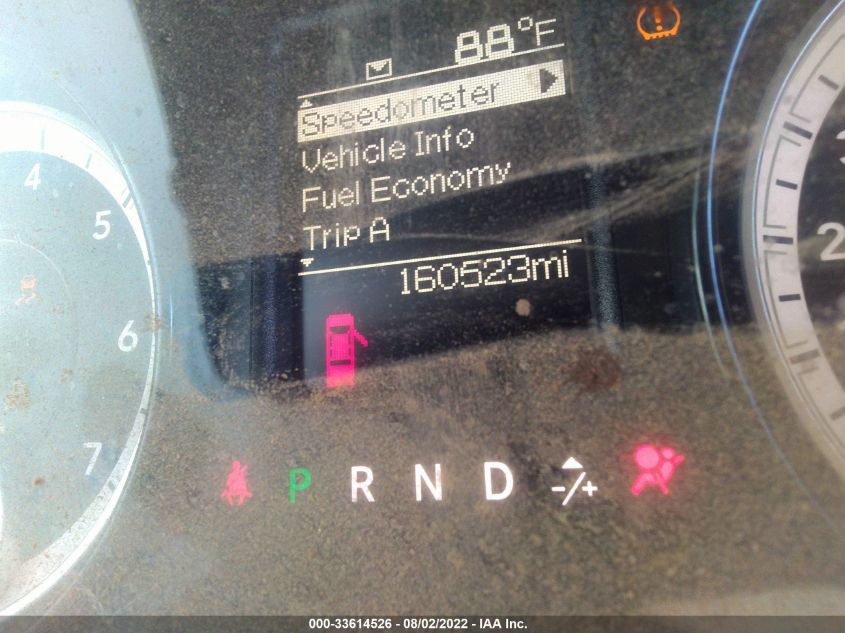 88°F
Speedometer
Vehicle Info
Fuel Economy
Trip A
160523mi
4
5
6
7
2
P R N D -/+
000-33614526 - 08/02/2022 - IAA Inc.